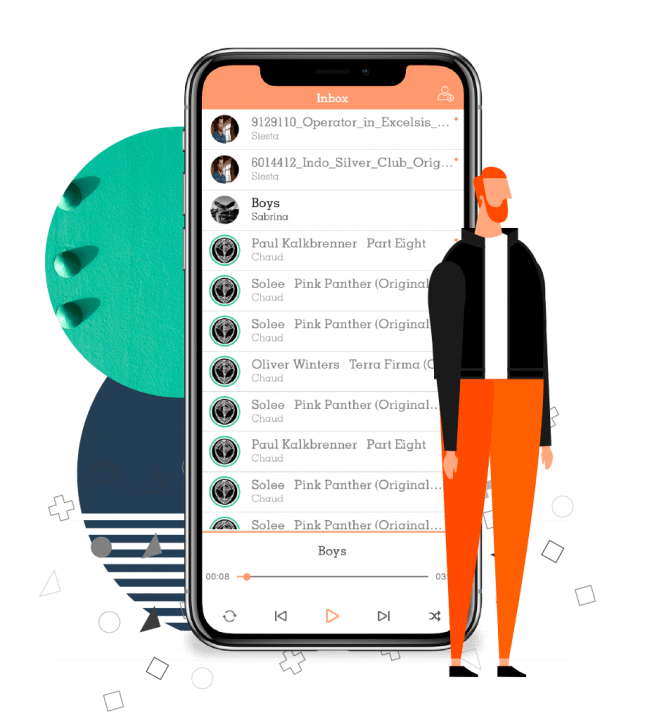 Inbox
9129110_Operator_in_Excelsis_...
Siesta
6014412_Indo_Silver_Club_Orig...
Siesta
Boys
Sabrina
Paul Kalkbrenner Part Eight
Chaud
Solee Pink Panther (Original
Chaud
Solee Pink Panther (Original
Chaud
Oliver Winters Terra Firma (O
Chaud
Solee Pink Panther (Original...
Chaud
Paul Kalkbrenner Part Eight
Chaud
Solee Pink Panther (Original...
Chaud
Solee Pink Panther (Original...
Boys
00:08 03